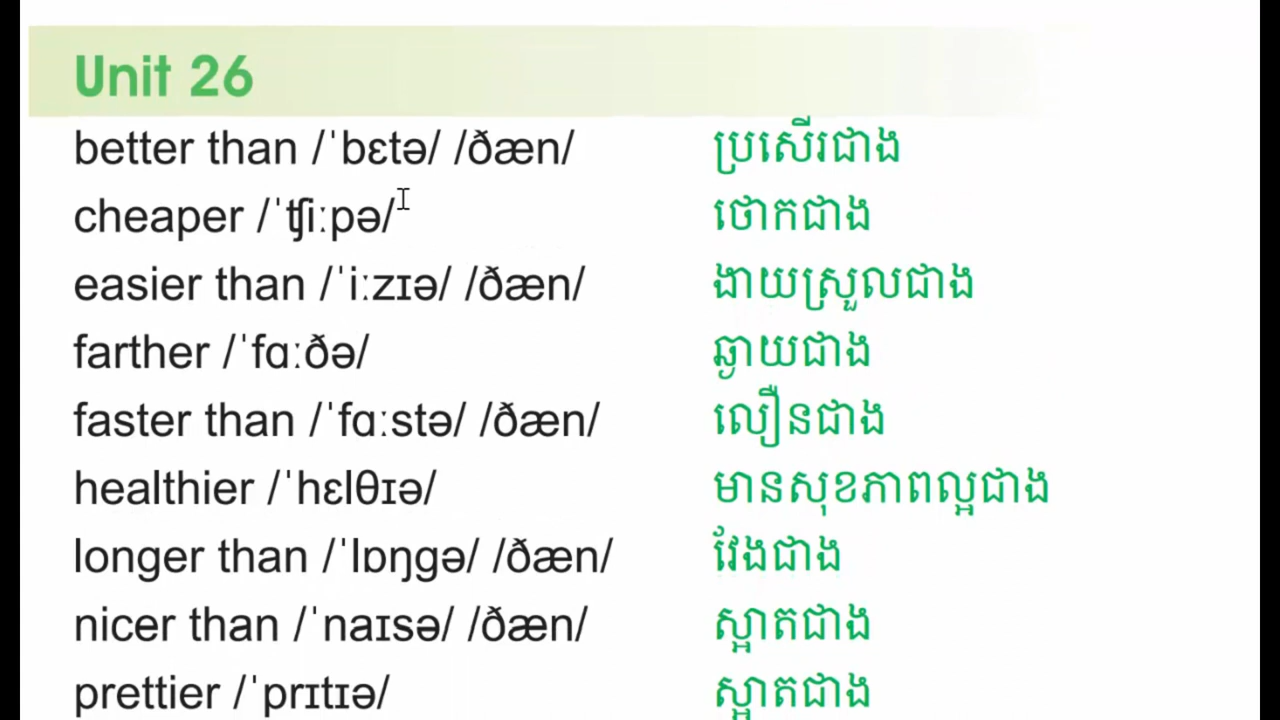 Unit 26
better than /ˈbɛtə/ /ðæn/ ប្រសើរជាង
cheaper /ˈʧiːpə/ ថោកជាង
easier than /ˈiːzɪə/ /ðæn/ ងាយស្រួលជាង
farther /ˈfɑːðə/ ឆ្ងាយជាង
faster than /ˈfɑːstə/ /ðæn/ លឿនជាង
healthier /ˈhɛlθɪə/ មានសុខភាពល្អជាង
longer than /ˈlɒŋgə/ /ðæn/ វែងជាង
nicer than /ˈnaɪsə/ /ðæn/ ស្អាតជាង
prettier /ˈprɪtɪə/ ស្អាតជាង